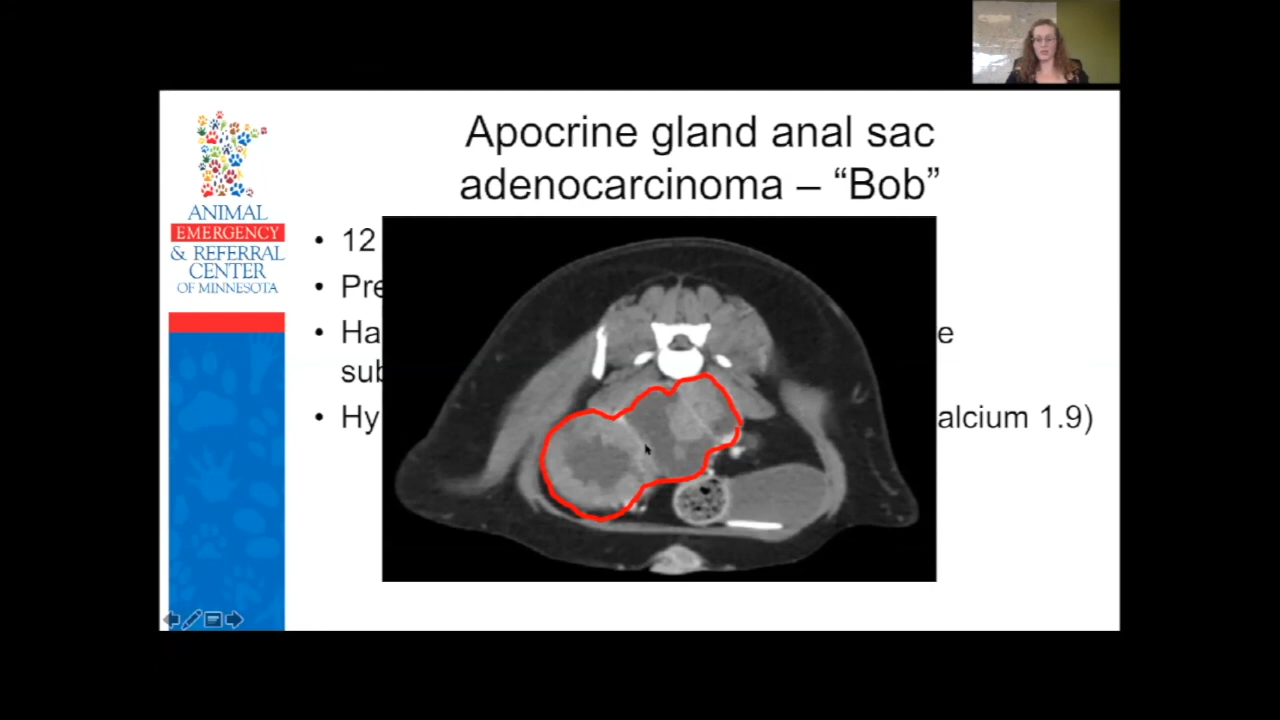 Apocrine gland anal sac
adenocarcinoma – “Bob”
ANIMAL
EMERGENCY
& REFERRAL
CENTER
OF MINNESOTA
• 12
• Pre
• Ha e
sub
• Hy alcium 1.9)